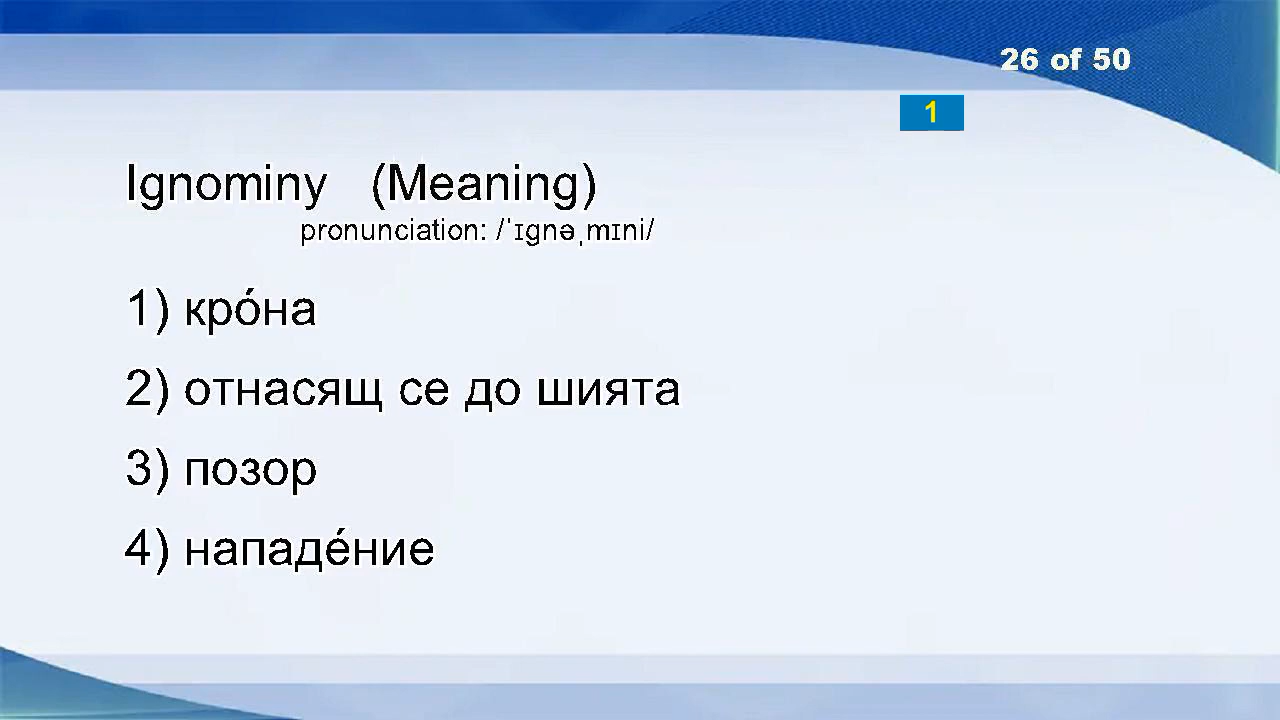 26 of 50
1
Ignominy (Meaning)
pronunciation: /ˈɪgnəˌmɪni/
1) кро́на
2) отнасящ се до шията
3) позор
4) нападе́ние